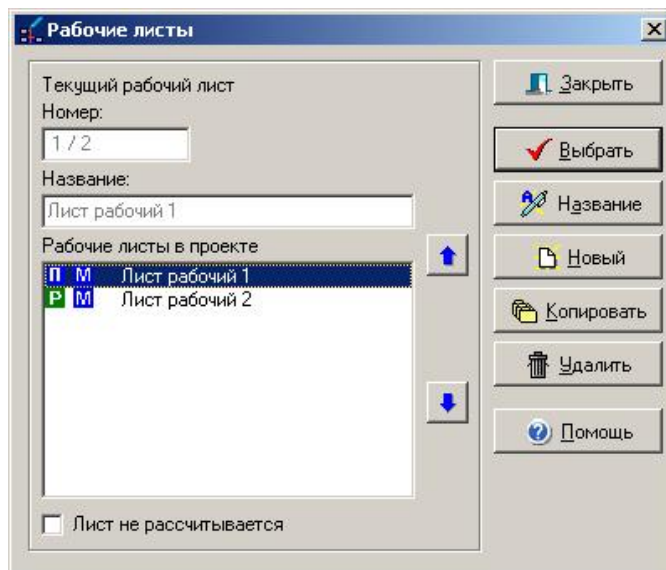 Рабочие листы
Текущий рабочий лист
Номер:
1 / 2
Название:
Лист рабочий 1
Рабочие листы в проекте
П М Лист рабочий 1
Р М Лист рабочий 2
Лист не рассчитывается
Закрыть
Выбрать
Название
Новый
Копировать
Удалить
Помощь